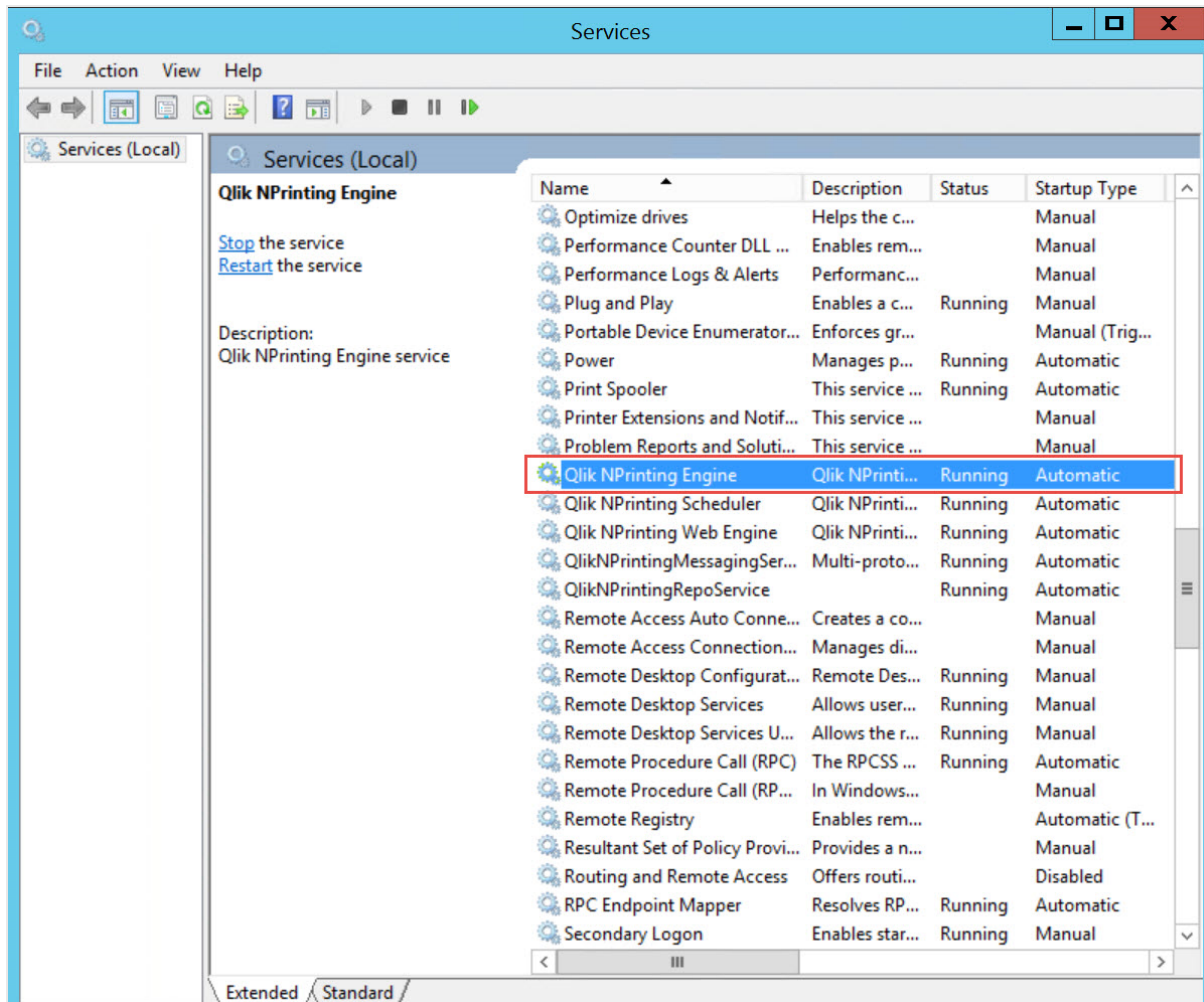 Services
File Action View Help
Services (Local)
Services (Local)
Qlik NPrinting Engine
Stop the service
Restart the service
Description:
Qlik NPrinting Engine service
Name Description Status Startup Type
Optimize drives Helps the c... Manual
Performance Counter DLL ... Enables rem... Manual
Performance Logs & Alerts Performanc... Manual
Plug and Play Enables a c... Running Manual
Portable Device Enumerator... Enforces gr... Manual (Trig...
Power Manages p... Running Automatic
Print Spooler This service ... Running Automatic
Printer Extensions and Notif... This service ... Manual
Problem Reports and Soluti... This service ... Manual
Qlik NPrinting Engine Qlik NPrinti... Running Automatic
Qlik NPrinting Scheduler Qlik NPrinti... Running Automatic
Qlik NPrinting Web Engine Qlik NPrinti... Running Automatic
QlikNPrintingMessagingSer... Multi-proto... Running Automatic
QlikNPrintingRepoService Running Automatic
Remote Access Auto Conne... Creates a co... Manual
Remote Access Connection... Manages di... Manual
Remote Desktop Configurat... Remote Des... Running Manual
Remote Desktop Services Allows user... Running Manual
Remote Desktop Services U... Allows the r... Running Manual
Remote Procedure Call (RPC) The RPCSS ... Running Automatic
Remote Procedure Call (RP... In Windows... Manual
Remote Registry Enables rem... Automatic (T...
Resultant Set of Policy Provi... Provides a n... Manual
Routing and Remote Access Offers routi... Disabled
RPC Endpoint Mapper Resolves RP... Running Automatic
Secondary Logon Enables star... Running Manual
Extended Standard